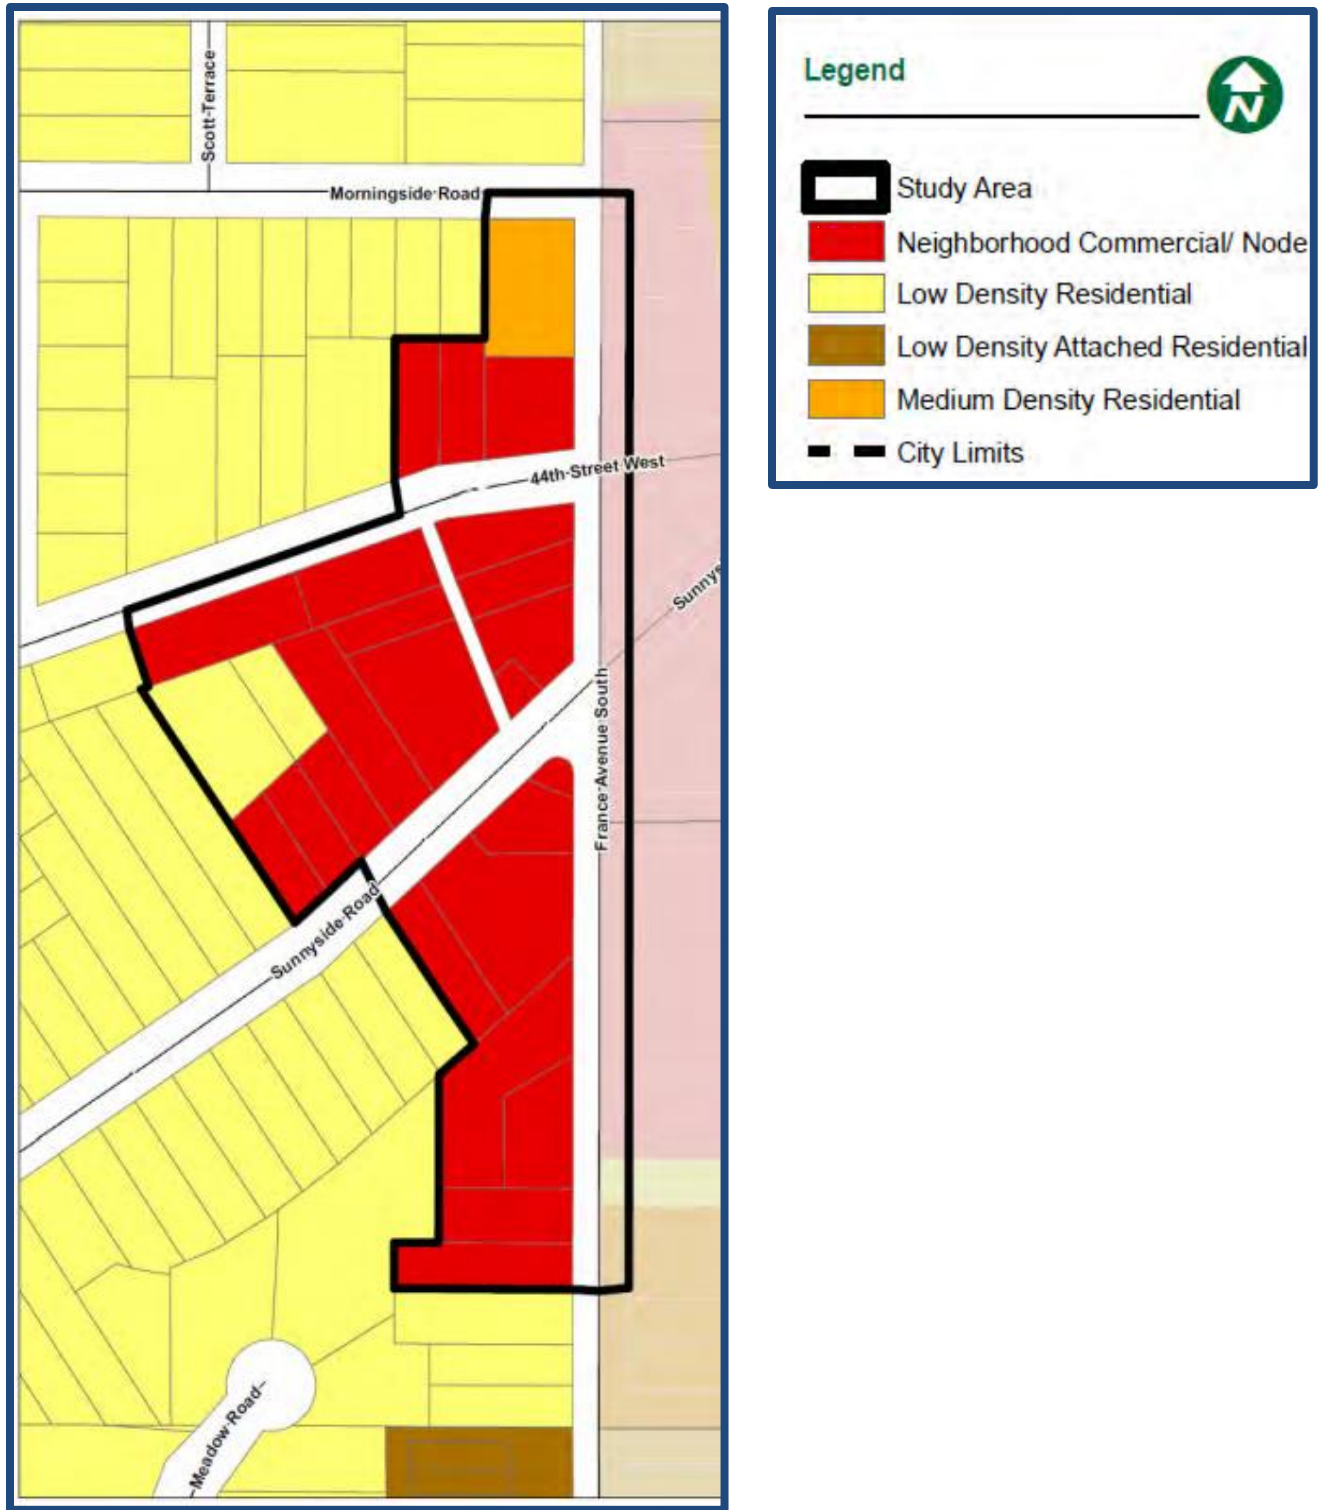 Scott Terrace
Morningside Road
44th Street West
Sunnys
France Avenue South
Sunnyside Road
Meadow Road
Legend
N
Study Area
Neighborhood Commercial/ Node
Low Density Residential
Low Density Attached Residential
Medium Density Residential
City Limits